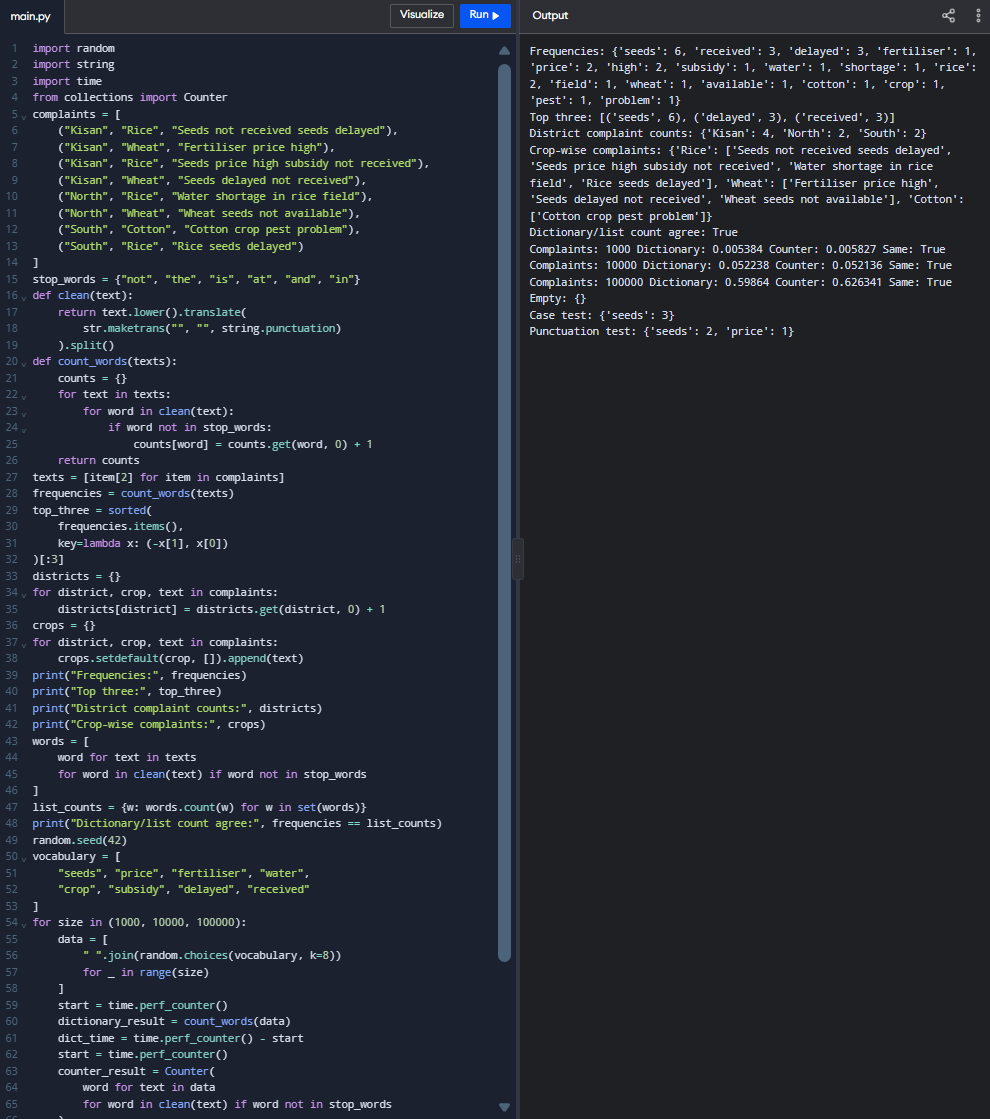 main.py
Visualize
Run
Output
1 import random
2 import string
3 import time
4 from collections import Counter
5 complaints = [
6     ("Kisan", "Rice", "Seeds not received seeds delayed"),
7     ("Kisan", "Wheat", "Fertiliser price high"),
8     ("Kisan", "Rice", "Seeds price high subsidy not received"),
9     ("Kisan", "Wheat", "Seeds delayed not received"),
10     ("North", "Rice", "Water shortage in rice field"),
11     ("North", "Wheat", "Wheat seeds not available"),
12     ("South", "Cotton", "Cotton crop pest problem"),
13     ("South", "Rice", "Rice seeds delayed")
14 ]
15 stop_words = {"not", "the", "is", "at", "and", "in"}
16 def clean(text):
17     return text.lower().translate(
18         str.maketrans("", "", string.punctuation)
19     ).split()
20 def count_words(texts):
21     counts = {}
22     for text in texts:
23         for word in clean(text):
24             if word not in stop_words:
25                 counts[word] = counts.get(word, 0) + 1
26     return counts
27 texts = [item[2] for item in complaints]
28 frequencies = count_words(texts)
29 top_three = sorted(
30     frequencies.items(),
31     key=lambda x: (-x[1], x[0])
32 )[:3]
33 districts = {}
34 for district, crop, text in complaints:
35     districts[district] = districts.get(district, 0) + 1
36 crops = {}
37 for district, crop, text in complaints:
38     crops.setdefault(crop, []).append(text)
39 print("Frequencies:", frequencies)
40 print("Top three:", top_three)
41 print("District complaint counts:", districts)
42 print("Crop-wise complaints:", crops)
43 words = [
44     word for text in texts
45     for word in clean(text) if word not in stop_words
46 ]
47 list_counts = {w: words.count(w) for w in set(words)}
48 print("Dictionary/list count agree:", frequencies == list_counts)
49 random.seed(42)
50 vocabulary = [
51     "seeds", "price", "fertiliser", "water",
52     "crop", "subsidy", "delayed", "received"
53 ]
54 for size in (1000, 10000, 100000):
55     data = [
56         " ".join(random.choices(vocabulary, k=8))
57         for _ in range(size)
58     ]
59     start = time.perf_counter()
60     dictionary_result = count_words(data)
61     dict_time = time.perf_counter() - start
62     start = time.perf_counter()
63     counter_result = Counter(
64         word for text in data
65         for word in clean(text) if word not in stop_words
Frequencies: {'seeds': 6, 'received': 3, 'delayed': 3, 'fertiliser': 1,
'price': 2, 'high': 2, 'subsidy': 1, 'water': 1, 'shortage': 1, 'rice':
2, 'field': 1, 'wheat': 1, 'available': 1, 'cotton': 1, 'crop': 1,
'pest': 1, 'problem': 1}
Top three: [('seeds', 6), ('delayed', 3), ('received', 3)]
District complaint counts: {'Kisan': 4, 'North': 2, 'South': 2}
Crop-wise complaints: {'Rice': ['Seeds not received seeds delayed',
'Seeds price high subsidy not received', 'Water shortage in rice
field', 'Rice seeds delayed'], 'Wheat': ['Fertiliser price high',
'Seeds delayed not received', 'Wheat seeds not available'], 'Cotton':
['Cotton crop pest problem']}
Dictionary/list count agree: True
Complaints: 1000 Dictionary: 0.005384 Counter: 0.005827 Same: True
Complaints: 10000 Dictionary: 0.052238 Counter: 0.052136 Same: True
Complaints: 100000 Dictionary: 0.59864 Counter: 0.626341 Same: True
Empty: {}
Case test: {'seeds': 3}
Punctuation test: {'seeds': 2, 'price': 1}